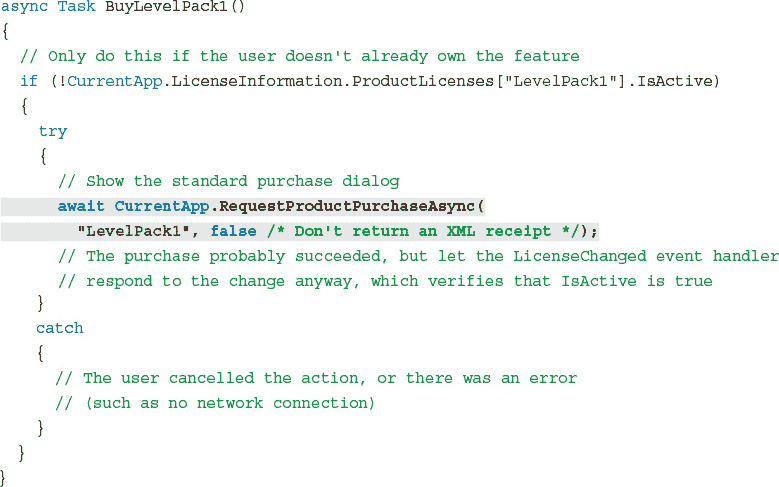 async Task BuyLevelPack1()
{
  // Only do this if the user doesn't already own the feature
  if (!CurrentApp.LicenseInformation.ProductLicenses["LevelPack1"].IsActive)
  {
    try
    {
      // Show the standard purchase dialog
      await CurrentApp.RequestProductPurchaseAsync(
        "LevelPack1", false /* Don't return an XML receipt */);
      // The purchase probably succeeded, but let the LicenseChanged event handler
      // respond to the change anyway, which verifies that IsActive is true
    }
    catch
    {
      // The user cancelled the action, or there was an error
      // (such as no network connection)
    }
  }
}